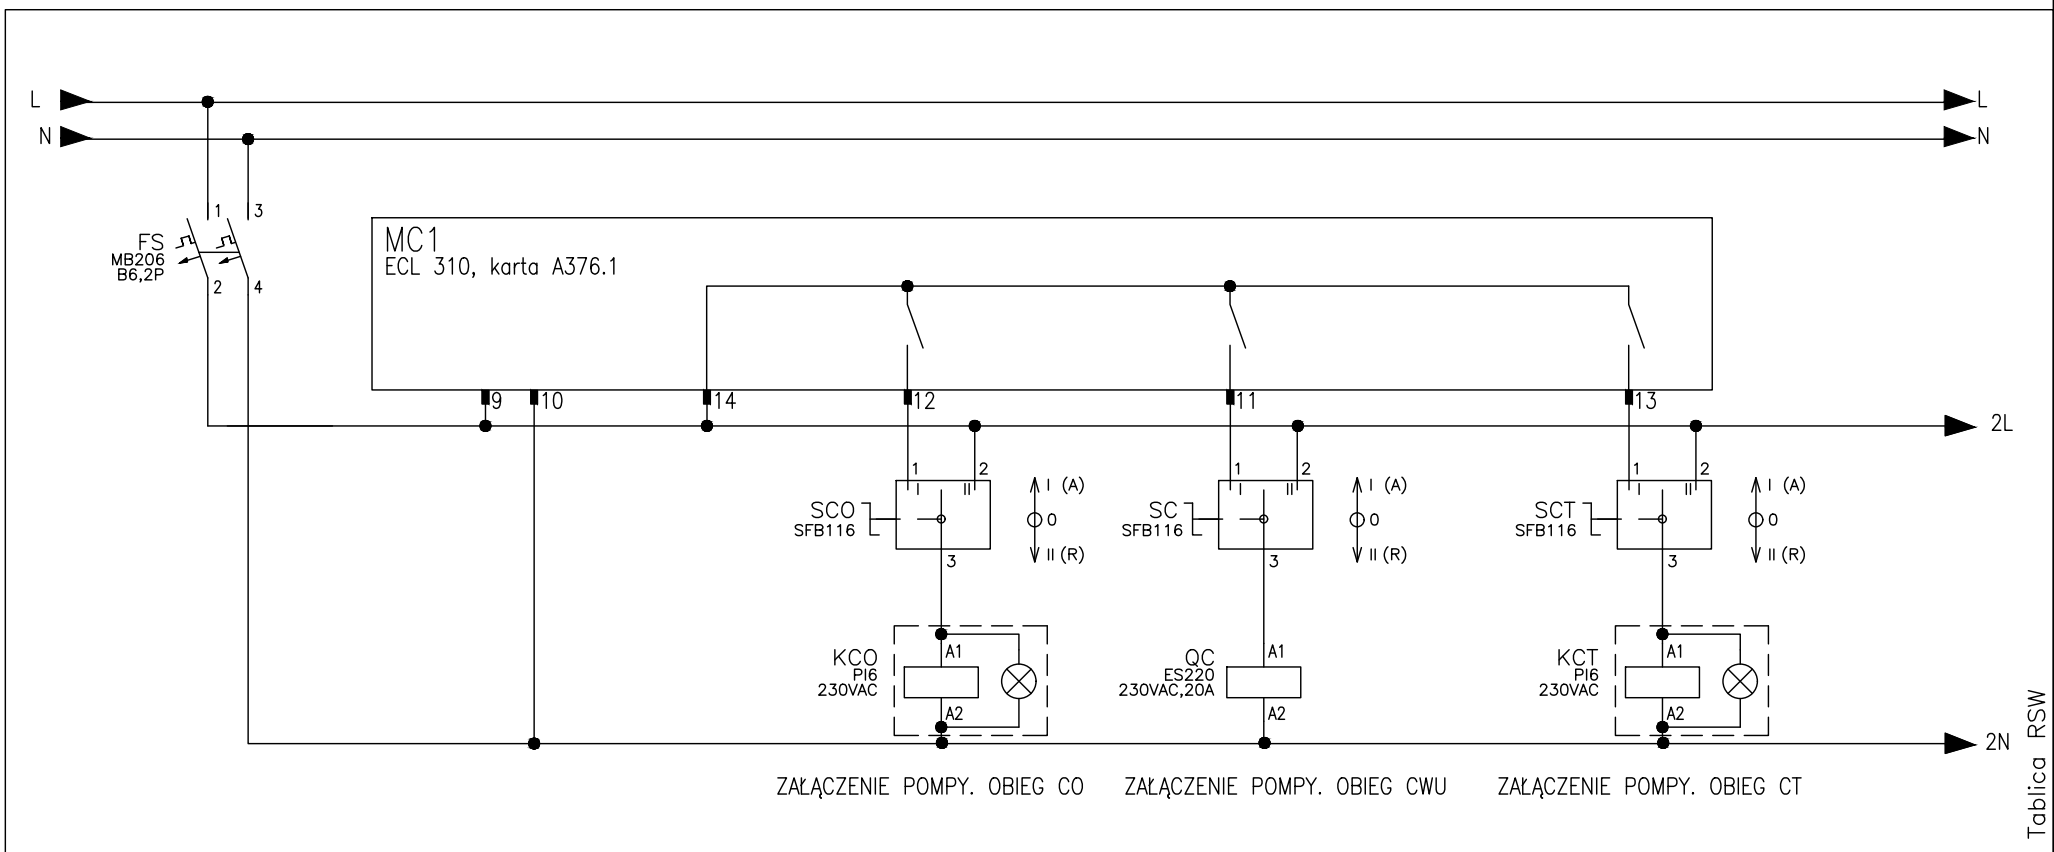 L
L
N
N
1
3
FS
MB206
B6,2P
2
4
MC1
ECL 310, karta A376.1
9
10
14
12
11
13
2L
1
2
I
II
SCO
SFB116
I (A)
0
II (R)
3
1
2
I
II
SC
SFB116
I (A)
0
II (R)
3
1
2
I
II
SCT
SFB116
I (A)
0
II (R)
3
KCO
PI6
230VAC
A1
A2
QC
ES220
230VAC,20A
A1
A2
KCT
PI6
230VAC
A1
A2
2N
ZAŁĄCZENIE POMPY. OBIEG CO
ZAŁĄCZENIE POMPY. OBIEG CWU
ZAŁĄCZENIE POMPY. OBIEG CT
Tablica RSW